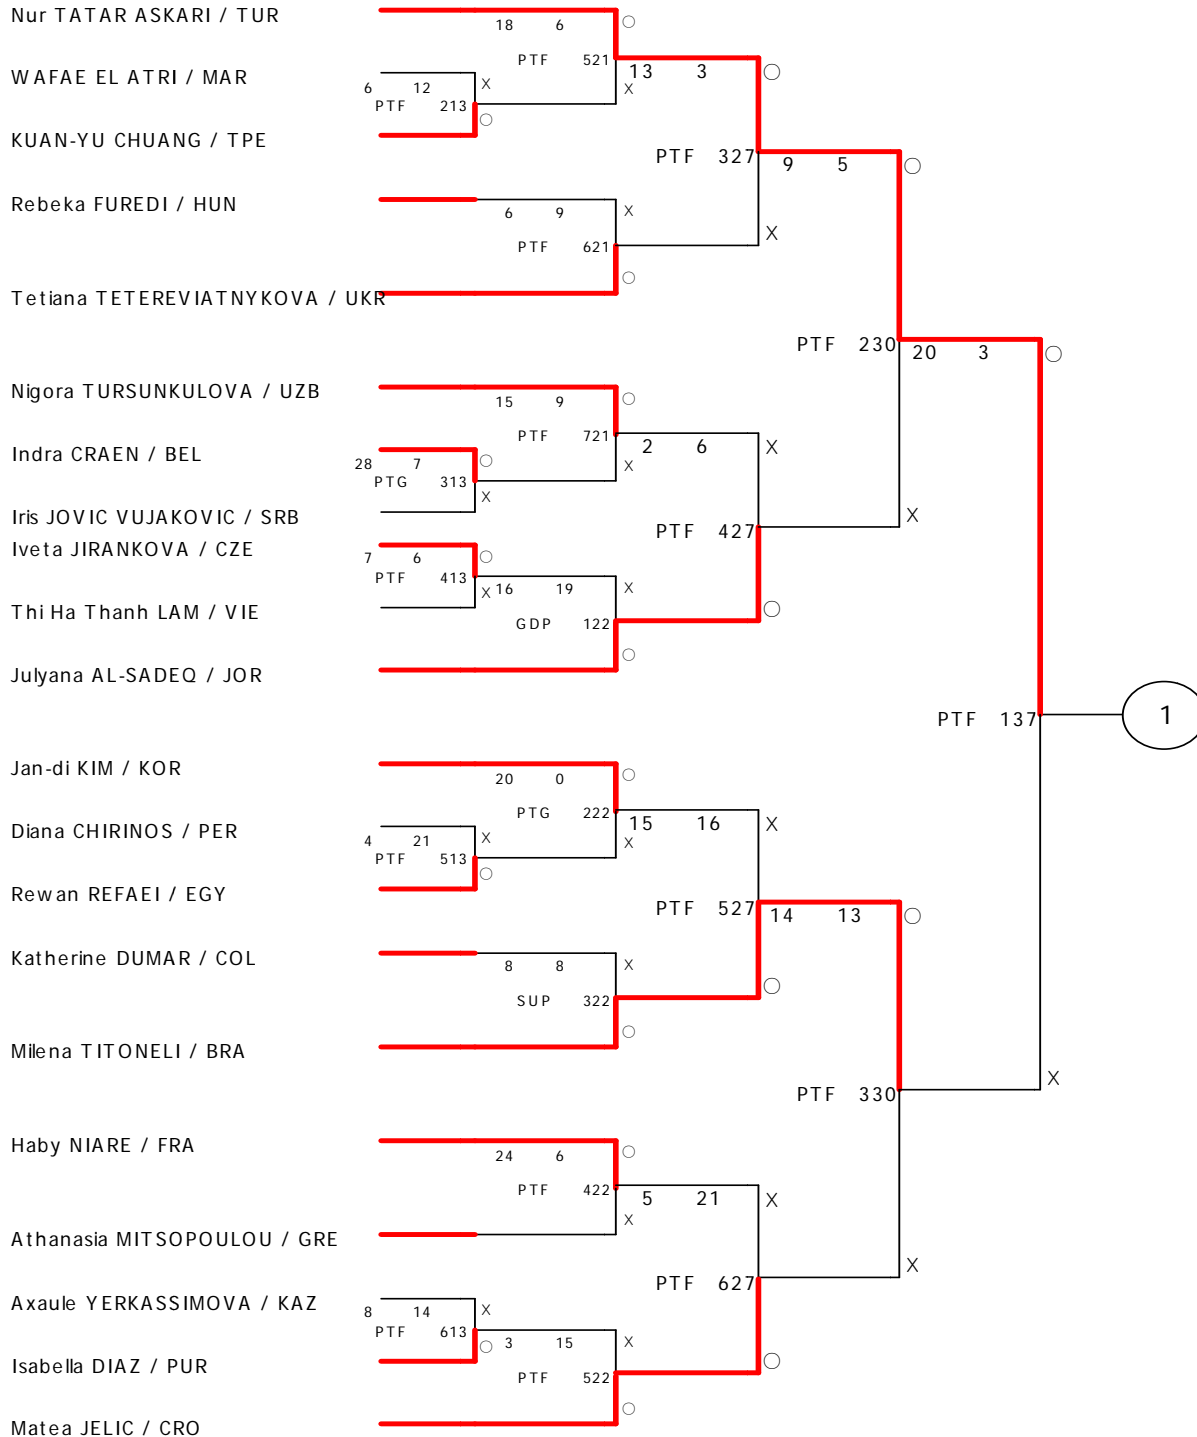 Nur TATAR ASKARI / TUR
18 6
PTF 521
13 3
WAFAE EL ATRI / MAR
6 12
PTF 213
KUAN-YU CHUANG / TPE
PTF 327
9 5
Rebeka FUREDI / HUN
6 9
PTF 621
Tetiana TETEREVIATNYKOVA / UKR
PTF 230
20 3
Nigora TURSUNKULOVA / UZB
15 9
PTF 721
2 6
Indra CRAEN / BEL
28 7
PTG 313
Iris JOVIC VUJAKOVIC / SRB
PTF 427
Iveta JIRANKOVA / CZE
7 6
PTF 413
16 19
Thi Ha Thanh LAM / VIE
GDP 122
Julyana AL-SADEQ / JOR
PTF 137
1
Jan-di KIM / KOR
20 0
PTG 222
15 16
Diana CHIRINOS / PER
4 21
PTF 513
Rewan REFAEI / EGY
PTF 527
14 13
Katherine DUMAR / COL
8 8
SUP 322
Milena TITONELI / BRA
PTF 330
Haby NIARE / FRA
24 6
PTF 422
5 21
Athanasia MITSOPOULOU / GRE
PTF 627
Axaule YERKASSIMOVA / KAZ
8 14
PTF 613
3 15
Isabella DIAZ / PUR
PTF 522
Matea JELIC / CRO